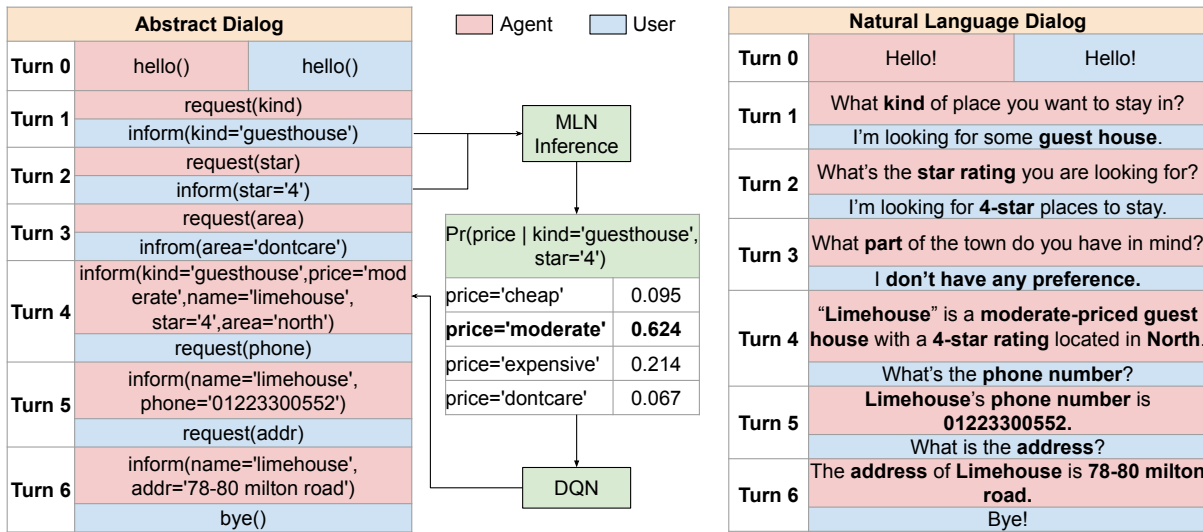 Abstract Dialog
Turn 0
hello()
hello()
Turn 1
request(kind)
inform(kind='guesthouse')
Turn 2
request(star)
inform(star='4')
Turn 3
request(area)
infrom(area='dontcare')
Turn 4
inform(kind='guesthouse',price='mod
erate',name='limehouse',
star='4',area='north')
request(phone)
Turn 5
inform(name='limehouse',
phone='01223300552')
request(addr)
Turn 6
inform(name='limehouse',
addr='78-80 milton road')
bye()
Agent
User
MLN
Inference
Pr(price | kind='guesthouse',
star='4')
price='cheap' 0.095
price='moderate' 0.624
price='expensive' 0.214
price='dontcare' 0.067
DQN
Natural Language Dialog
Turn 0
Hello!
Hello!
Turn 1
What kind of place you want to stay in?
I'm looking for some guest house.
Turn 2
What's the star rating you are looking for?
I'm looking for 4-star places to stay.
Turn 3
What part of the town do you have in mind?
I don't have any preference.
Turn 4
“Limehouse” is a moderate-priced guest
house with a 4-star rating located in North.
What's the phone number?
Turn 5
Limehouse's phone number is
01223300552.
What is the address?
Turn 6
The address of Limehouse is 78-80 milton
road.
Bye!